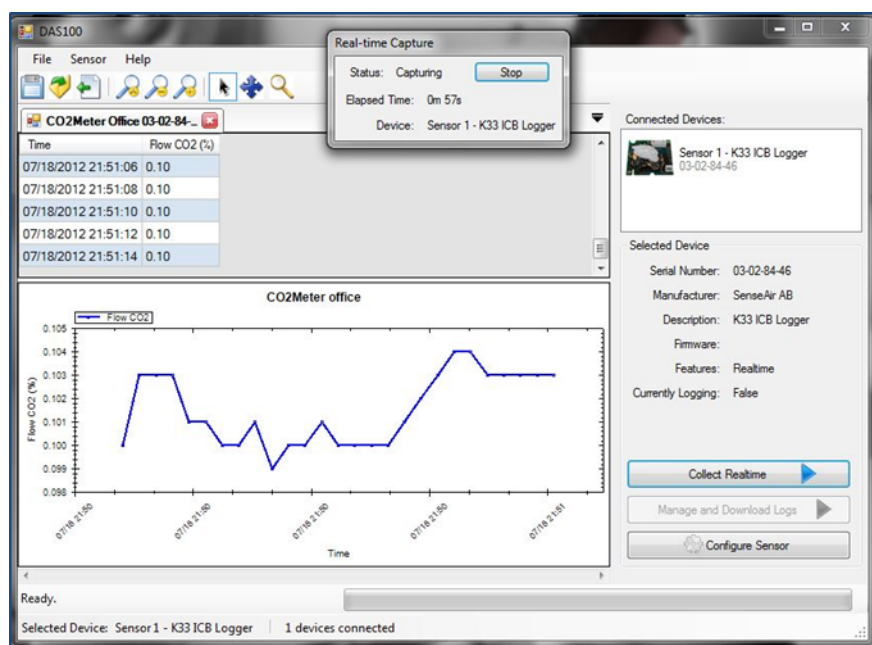 DAS100
Real-time Capture
Status: Capturing Stop
Elapsed Time: 0m 57s
Device: Sensor 1 - K33 ICB Logger
File Sensor Help
CO2Meter Office 03-02-84-...
Time Flow CO2 (%)
07/18/2012 21:51:06 0.10
07/18/2012 21:51:08 0.10
07/18/2012 21:51:10 0.10
07/18/2012 21:51:12 0.10
07/18/2012 21:51:14 0.10
CO2Meter office
Flow CO2
Flow CO2 (%)
0.105
0.104
0.103
0.102
0.101
0.100
0.099
0.098
07/18 21:50
07/18 21:50
07/18 21:50
07/18 21:50
07/18 21:51
Time
Connected Devices:
Sensor 1 - K33 ICB Logger
03-02-84-46
Selected Device
Serial Number: 03-02-84-46
Manufacturer: SenseAir AB
Description: K33 ICB Logger
Firmware:
Features: Realtime
Currently Logging: False
Collect Realtime
Manage and Download Logs
Configure Sensor
Ready.
Selected Device: Sensor 1 - K33 ICB Logger 1 devices connected